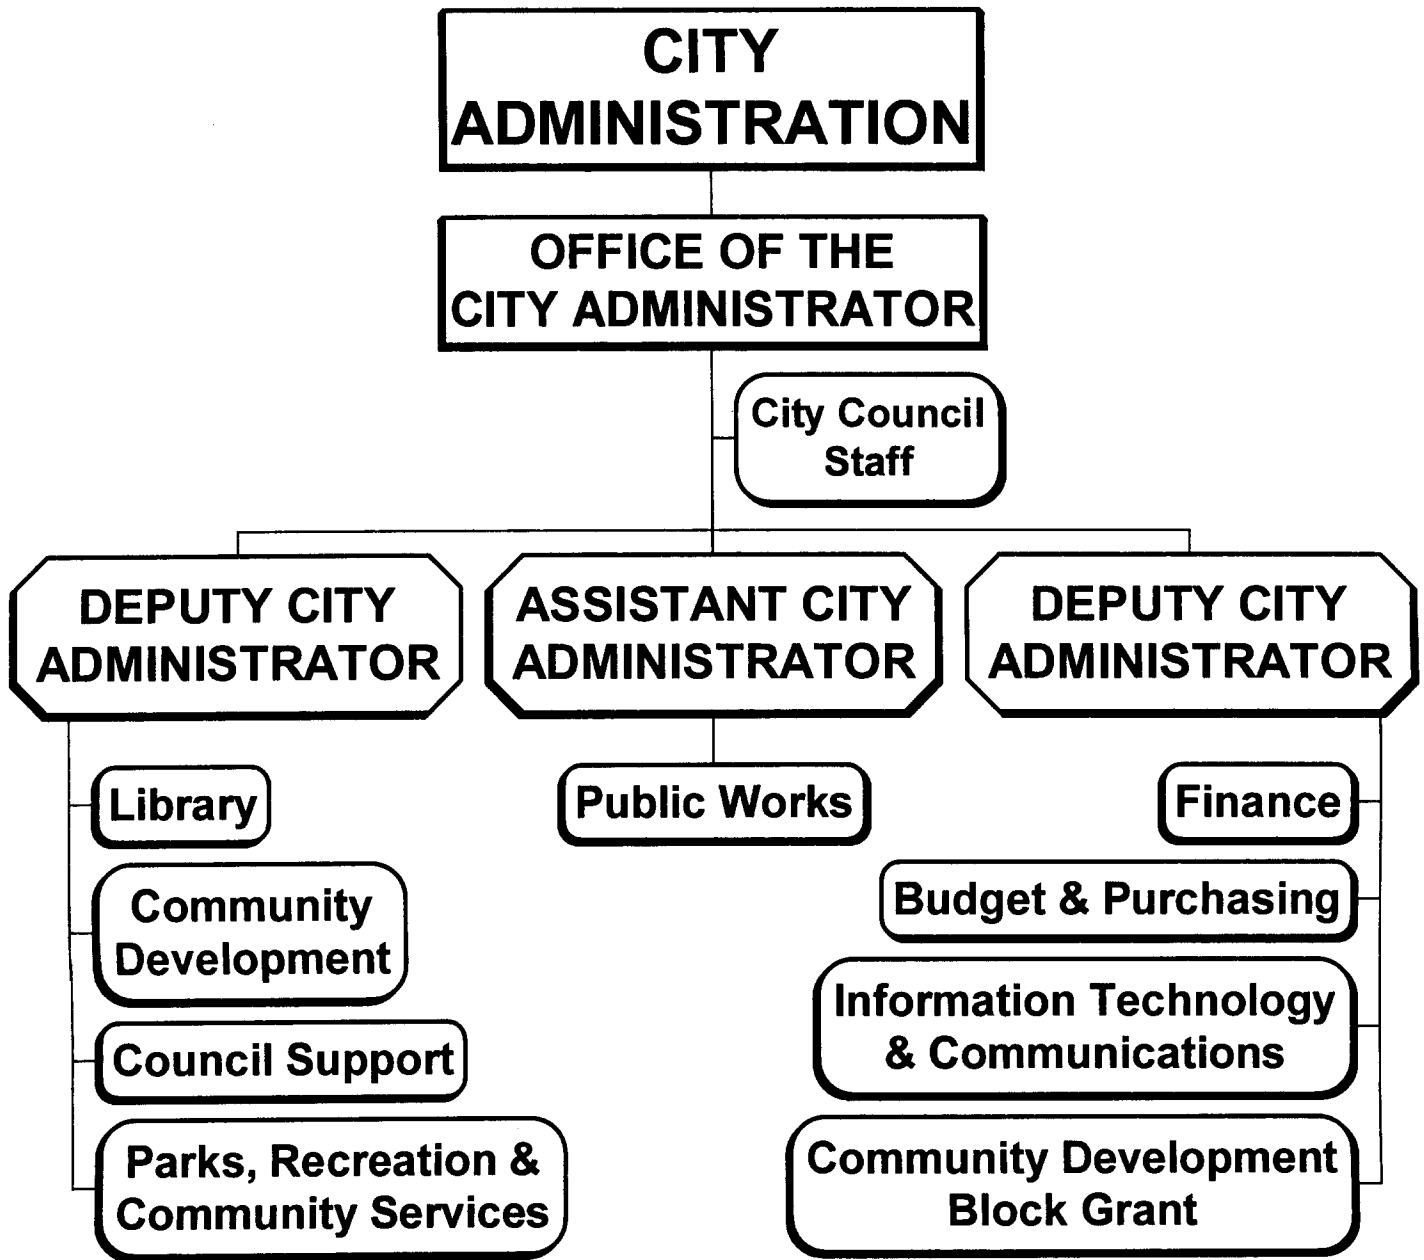 CITY
ADMINISTRATION
OFFICE OF THE
CITY ADMINISTRATOR
City Council
Staff
DEPUTY CITY
ADMINISTRATOR
ASSISTANT CITY
ADMINISTRATOR
DEPUTY CITY
ADMINISTRATOR
Library
Community
Development
Council Support
Parks, Recreation &
Community Services
Public Works
Finance
Budget & Purchasing
Information Technology
& Communications
Community Development
Block Grant